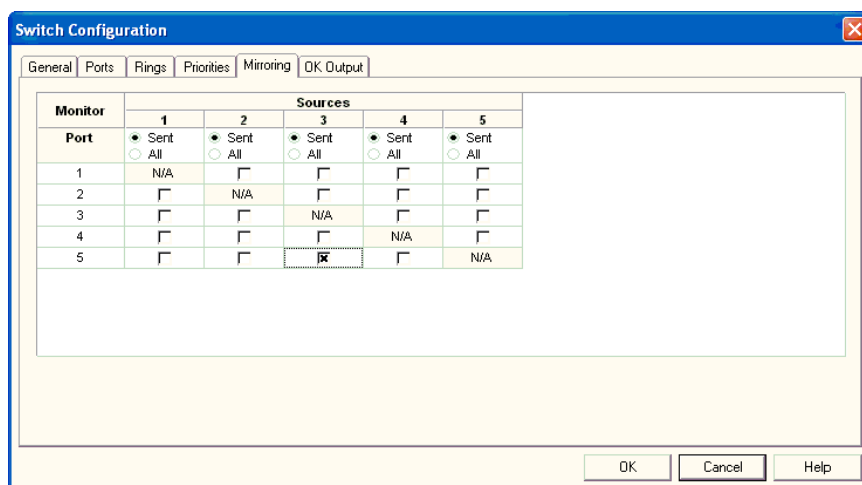 Switch Configuration
General Ports Rings Priorities Mirroring OK Output
Monitor Sources
1 2 3 4 5
Port Sent Sent Sent Sent Sent
All All All All All
1 N/A
2 N/A
3 N/A
4 N/A
5 N/A
OK Cancel Help